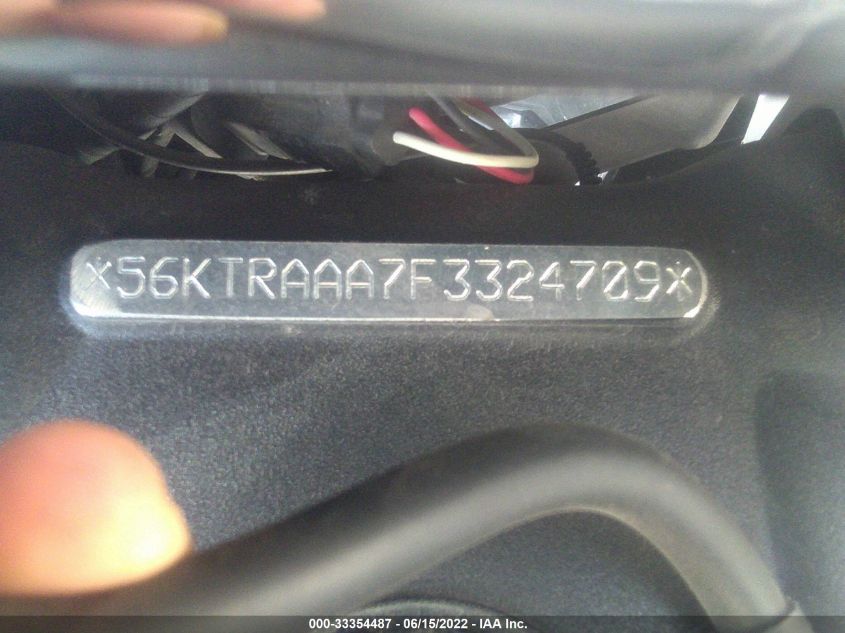 *56KTRAAA7F3324709*
000-33354487 - 06/15/2022 - IAA Inc.